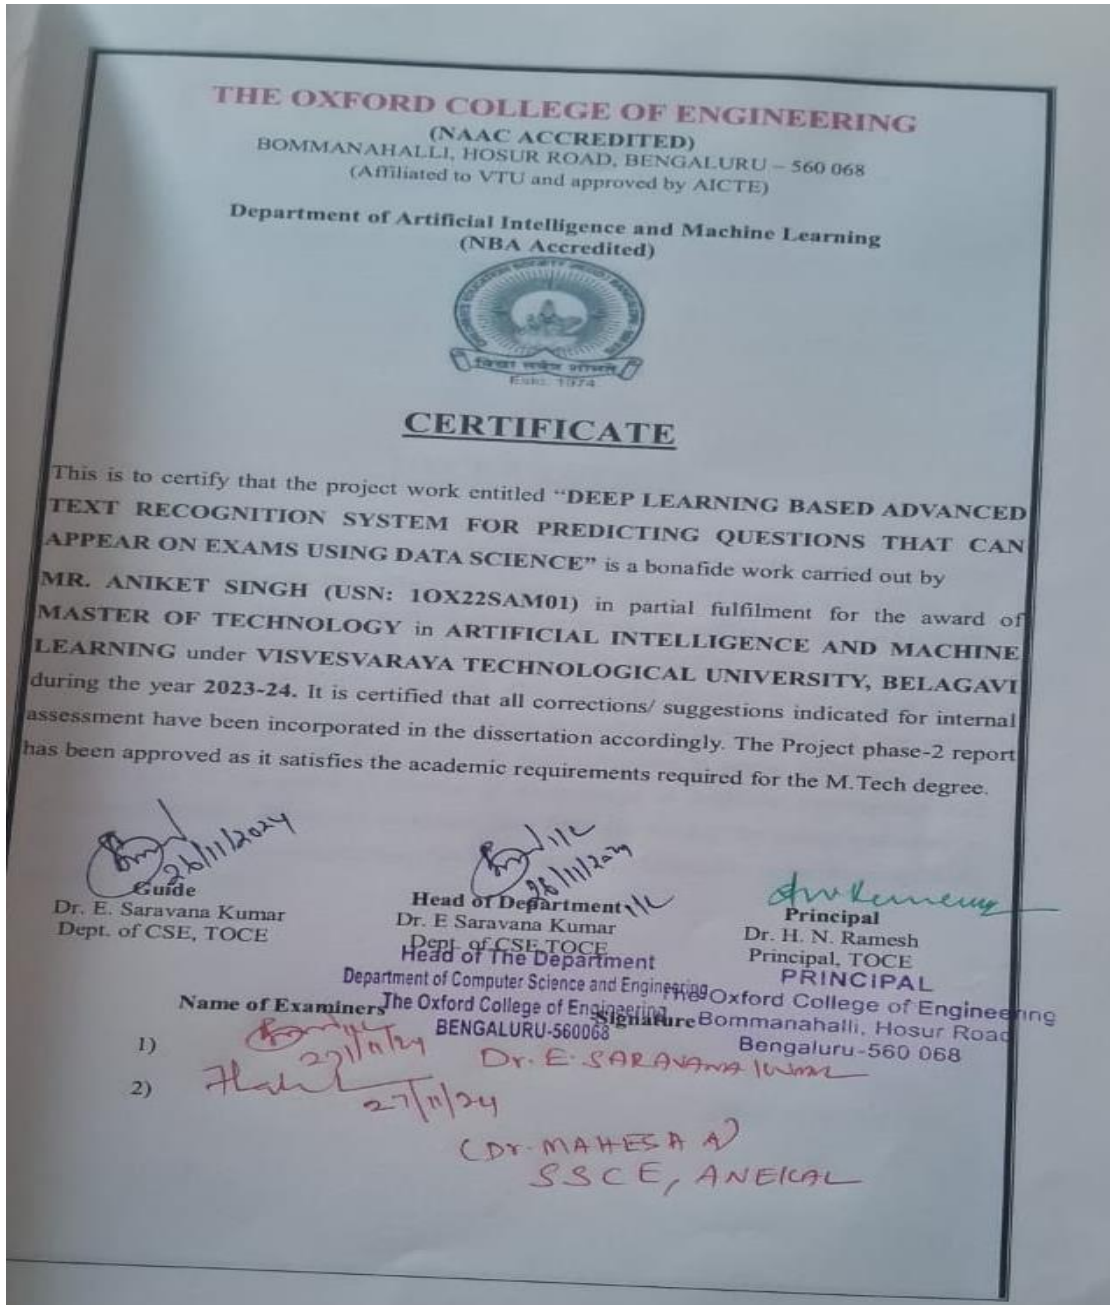 THE OXFORD COLLEGE OF ENGINEERING
(NAAC ACCREDITED)
BOMMANAHALLI, HOSUR ROAD, BENGALURU – 560 068
(Affiliated to VTU and approved by AICTE)
Department of Artificial Intelligence and Machine Learning
(NBA Accredited)
Estd. 1974
CERTIFICATE
This is to certify that the project work entitled “DEEP LEARNING BASED ADVANCED
TEXT RECOGNITION SYSTEM FOR PREDICTING QUESTIONS THAT CAN
APPEAR ON EXAMS USING DATA SCIENCE” is a bonafide work carried out by
MR. ANIKET SINGH (USN: 1OX22SAM01) in partial fulfilment for the award of
MASTER OF TECHNOLOGY in ARTIFICIAL INTELLIGENCE AND MACHINE
LEARNING under VISVESVARAYA TECHNOLOGICAL UNIVERSITY, BELAGAVI
during the year 2023-24. It is certified that all corrections/ suggestions indicated for internal
assessment have been incorporated in the dissertation accordingly. The Project phase-2 report
has been approved as it satisfies the academic requirements required for the M.Tech degree.
26/11/2024
26/11/2024
Guide
Dr. E. Saravana Kumar
Dept. of CSE, TOCE
Head of Department
Dr. E Saravana Kumar
Dept. of CSE TOCE
Head of The Department
Department of Computer Science and Engineering
The Oxford College of Engineering
BENGALURU-560068
Principal
Dr. H. N. Ramesh
Principal, TOCE
PRINCIPAL
The Oxford College of Engineering
Bommanahalli, Hosur Road
Bengaluru-560 068
Name of Examiners Signature
1) 27/11/24 Dr. E. SARAVANA KUMAR
2) 27/11/24
(Dr. MAHESA A)
SSCE, ANEKAL